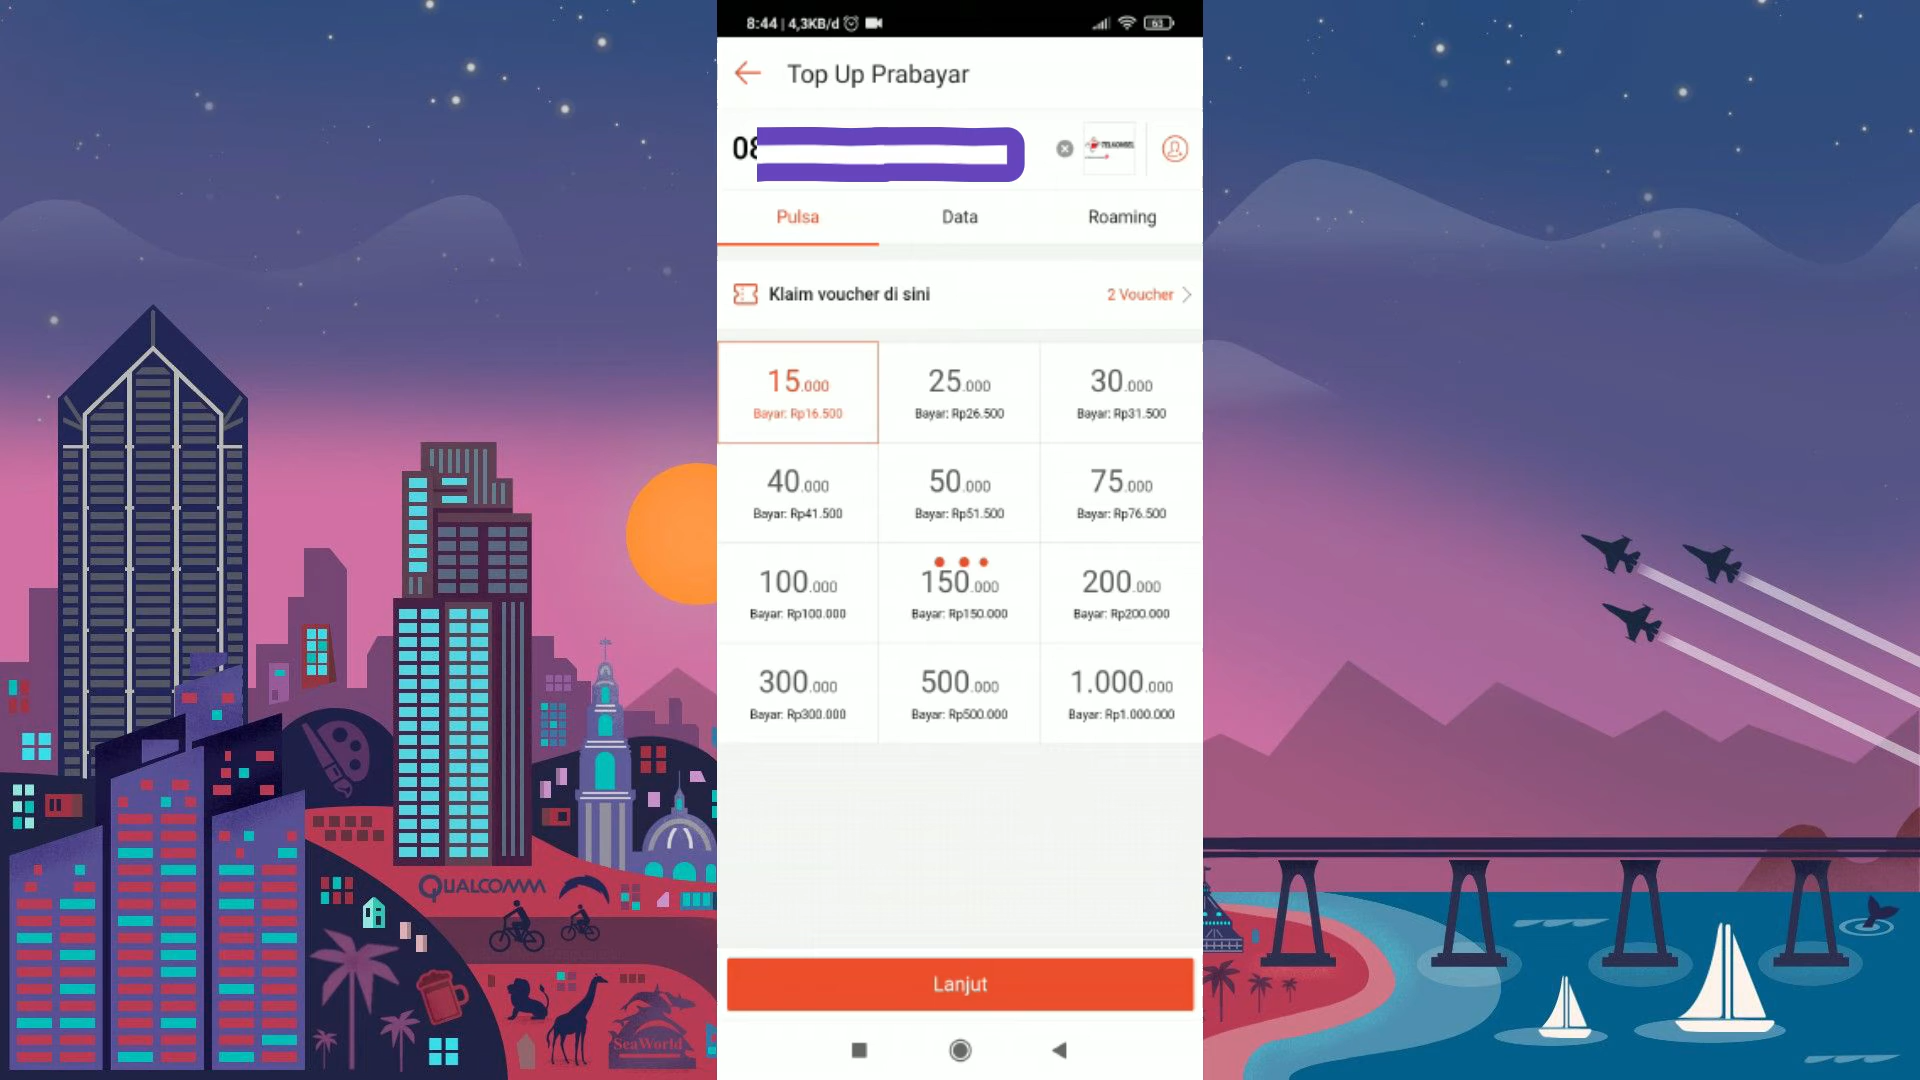 8:44 | 4,3KB/d
63
Top Up Prabayar
08
TELKOMSEL
Pulsa
Data
Roaming
Klaim voucher di sini
2 Voucher
15.000
25.000
30.000
Bayar: Rp16.500
Bayar: Rp26.500
Bayar: Rp31.500
40.000
50.000
75.000
Bayar: Rp41.500
Bayar: Rp51.500
Bayar: Rp76.500
100.000
150.000
200.000
Bayar: Rp100.000
Bayar: Rp150.000
Bayar: Rp200.000
300.000
500.000
1.000.000
Bayar: Rp300.000
Bayar: Rp500.000
Bayar: Rp1.000.000
QUALCOMM
Lanjut
SeaWorld